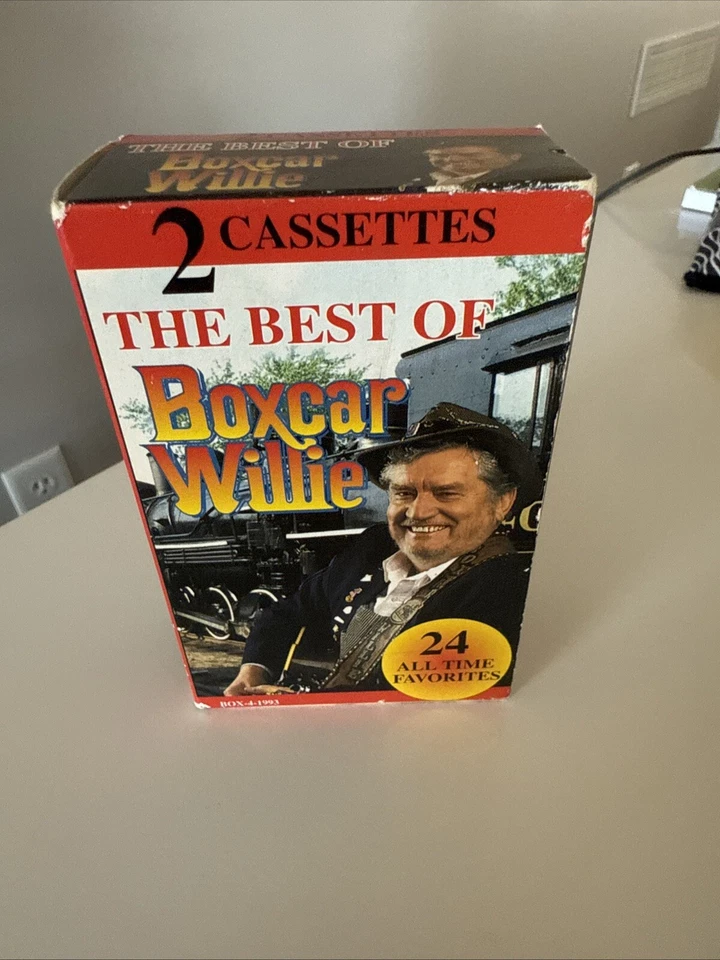 THE BEST OF
Boxcar
Willie
2 CASSETTES
THE BEST OF
Boxcar
Willie
24
ALL TIME
FAVORITES
BOX-4-1993